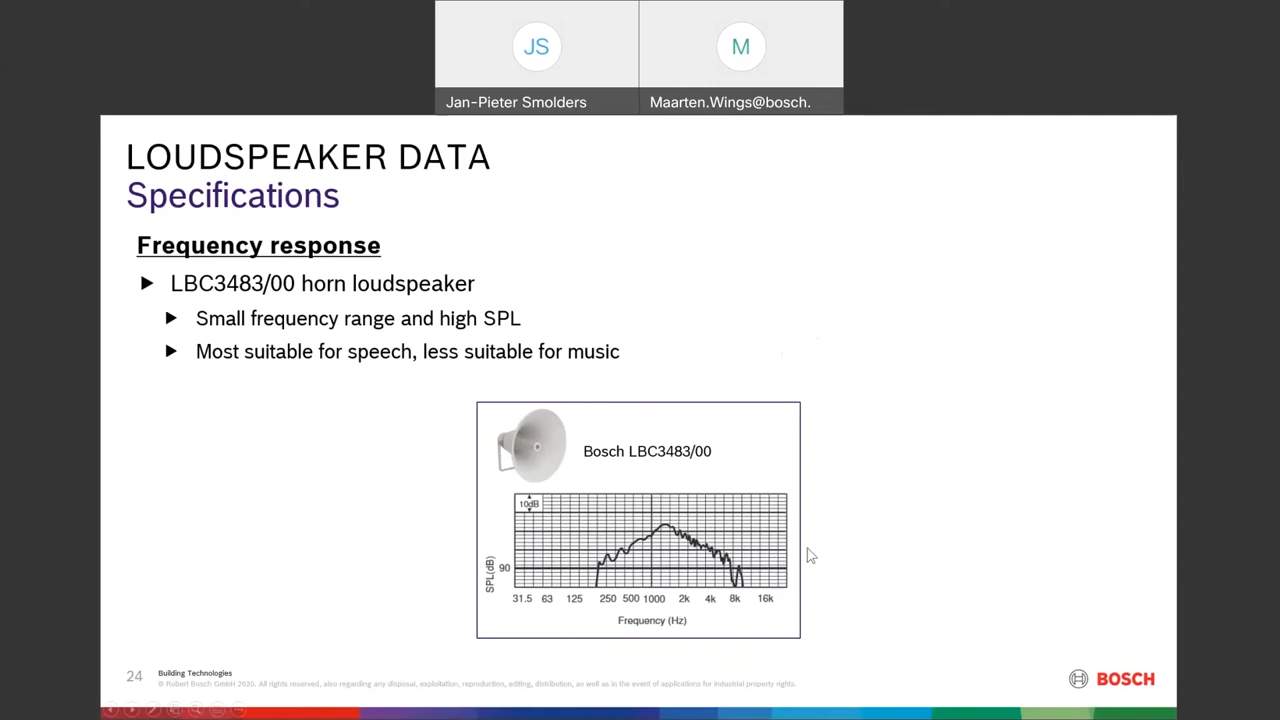 JS
M
Jan-Pieter Smolders
Maarten.Wings@bosch.
LOUDSPEAKER DATA
Specifications
Frequency response
LBC3483/00 horn loudspeaker
Small frequency range and high SPL
Most suitable for speech, less suitable for music
Bosch LBC3483/00
10dB
SPL(dB)
90
31.5 63 125 250 500 1000 2k 4k 8k 16k
Frequency (Hz)
24
Building Technologies
© Robert Bosch GmbH 2020. All rights reserved, also regarding any disposal, exploitation, reproduction, editing, distribution, as well as in the event of applications for industrial property rights.
BOSCH